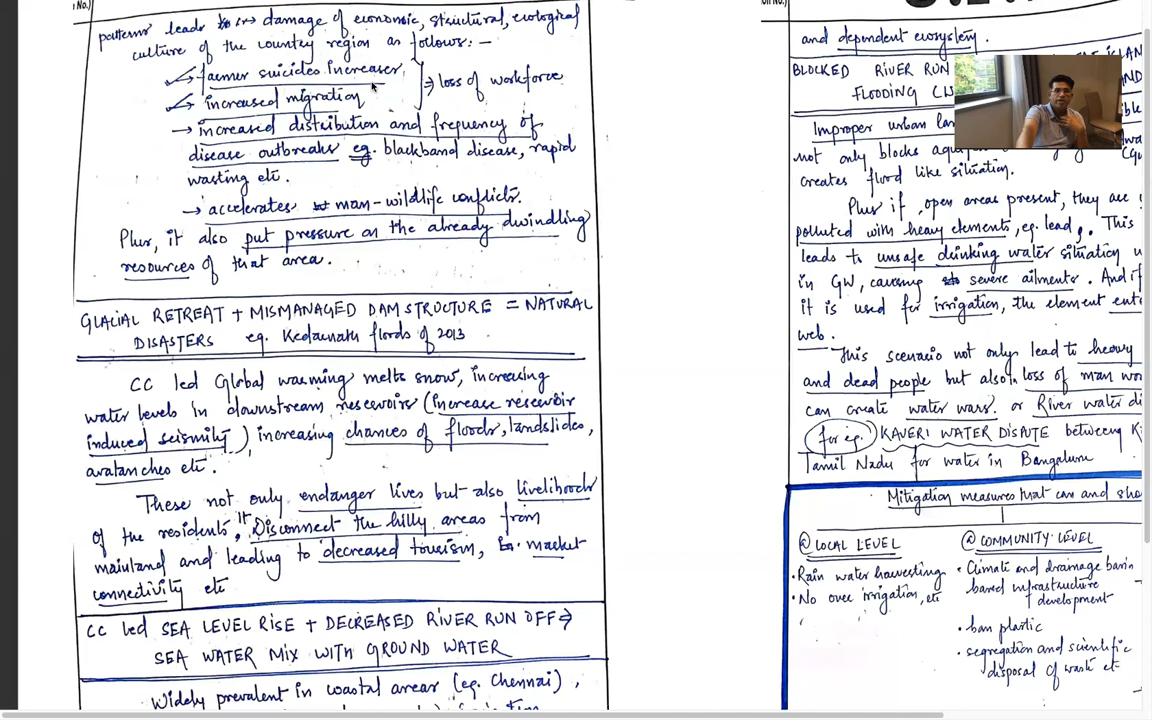 n No.)
patterns leads to damage of economic, structural, ecological
culture of the country region as follows: –
farmer suicides increases
increased migration
⇒ loss of workforce
→ increased distribution and frequency of
disease outbreaks eg. blackband disease, rapid
wasting etc.
→ accelerates man-wildlife conflicts.
Plus, it also put pressure on the already dwindling
resources of that area.
GLACIAL RETREAT + MISMANAGED DAM STRUCTURE = NATURAL
DISASTERS eg. Kedarnath floods of 2013
CC led Global warming melts snow, increasing
water levels in downstream reservoirs (increase reservoir
induced seismity), increasing chances of floods, landslides,
avalanches etc.
These not only endanger lives but also livelihoods
of the residents. It Disconnect the hilly areas from
mainland and leading to decreased tourism, market
connectivity etc
CC led SEA LEVEL RISE + DECREASED RIVER RUN OFF ⇒
SEA WATER MIX WITH GROUND WATER
Widely prevalent in coastal areas (eg. Chennai),
and dependent ecosystem.
BLOCKED RIVER RUN
FLOODING
Improper urban
not only blocks
creates flood like situation.
Plus if, open areas present, they are
polluted with heavy elements, eg. lead,. This
leads to unsafe drinking water situation
in GW, causing severe ailments. And if
it is used for irrigation, the element
web.
This scenario not only lead to heavy
and dead people but also loss of man
can create water wars. or River water
for eg. KAVERI WATER DISPUTE between
Tamil Nadu for water in Bangaluru
Mitigation measures that can and
@ LOCAL LEVEL
• Rain water harvesting
• No over irrigation, etc
@ COMMUNITY LEVEL
• Climate and drainage basin
based infrastructure
development
• ban plastic
• segregation and scientific
disposal of waste etc